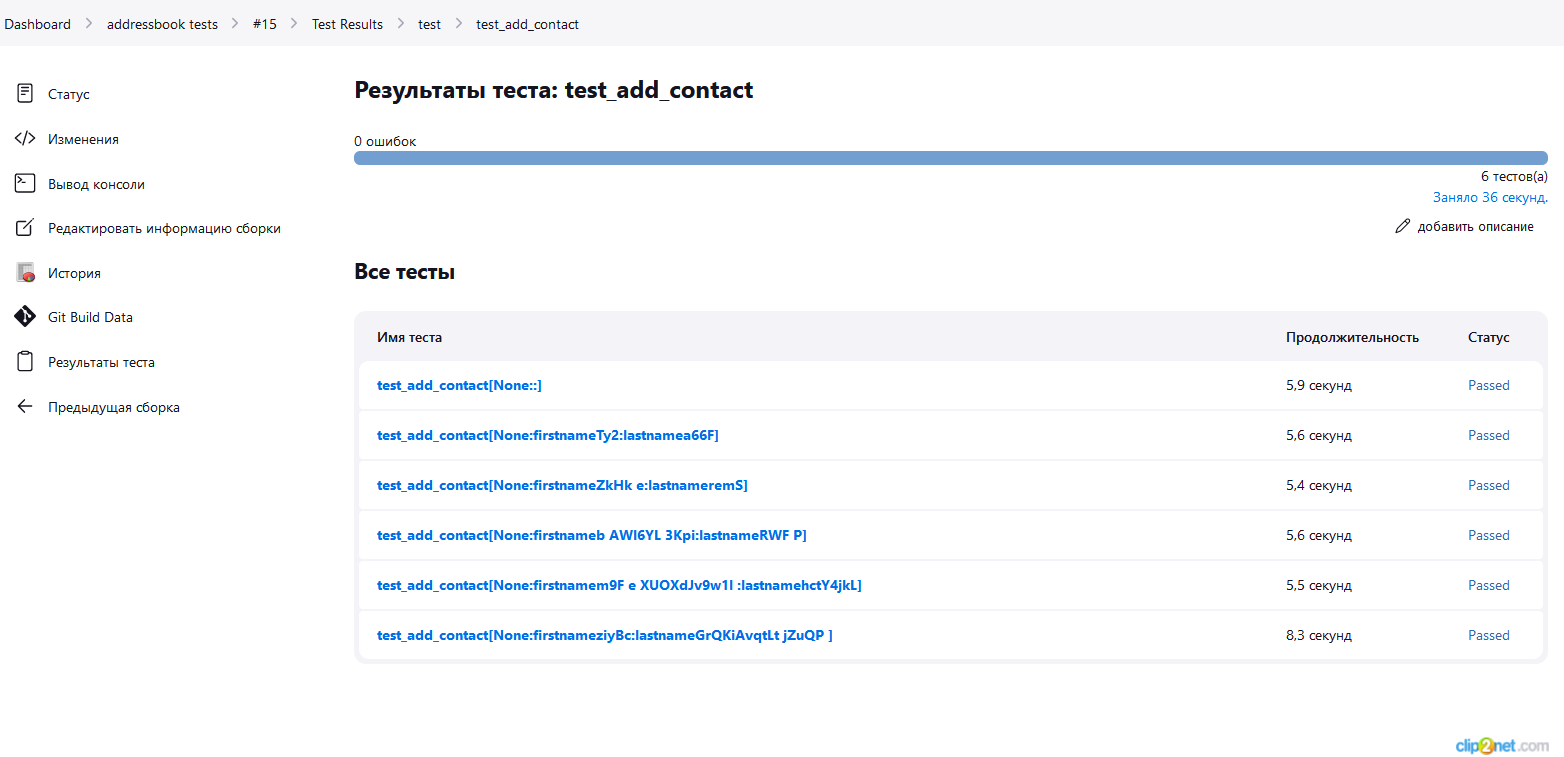 Dashboard > addressbook tests > #15 > Test Results > test > test_add_contact
Статус
Изменения
Вывод консоли
Редактировать информацию сборки
История
Git Build Data
Результаты теста
Предыдущая сборка
Результаты теста: test_add_contact
0 ошибок
6 тестов(а)
Заняло 36 секунд.
добавить описание
Все тесты
Имя теста Продолжительность Статус
test_add_contact[None::] 5,9 секунд Passed
test_add_contact[None:firstnameTy2:lastnamea66F] 5,6 секунд Passed
test_add_contact[None:firstnameZkHk e:lastnameremS] 5,4 секунд Passed
test_add_contact[None:firstnameb AWI6YL 3Kpi:lastnameRWF P] 5,6 секунд Passed
test_add_contact[None:firstnamem9F e XUOXdJv9w1I :lastnamehctY4jkL] 5,5 секунд Passed
test_add_contact[None:firstnameziyBc:lastnameGrQKiAvqtLt jZuQP ] 8,3 секунд Passed
clip2net.com